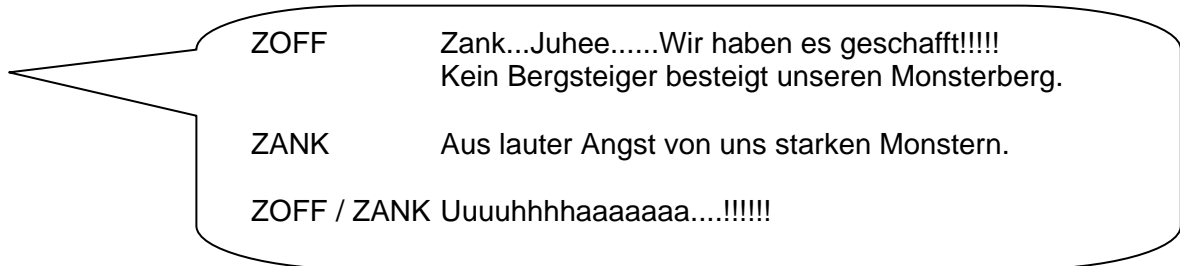 ZOFF Zank...Juhee......Wir haben es geschafft!!!!!
Kein Bergsteiger besteigt unseren Monsterberg.
ZANK Aus lauter Angst von uns starken Monstern.
ZOFF / ZANK Uuuuhhhhaaaaaaa....!!!!!!